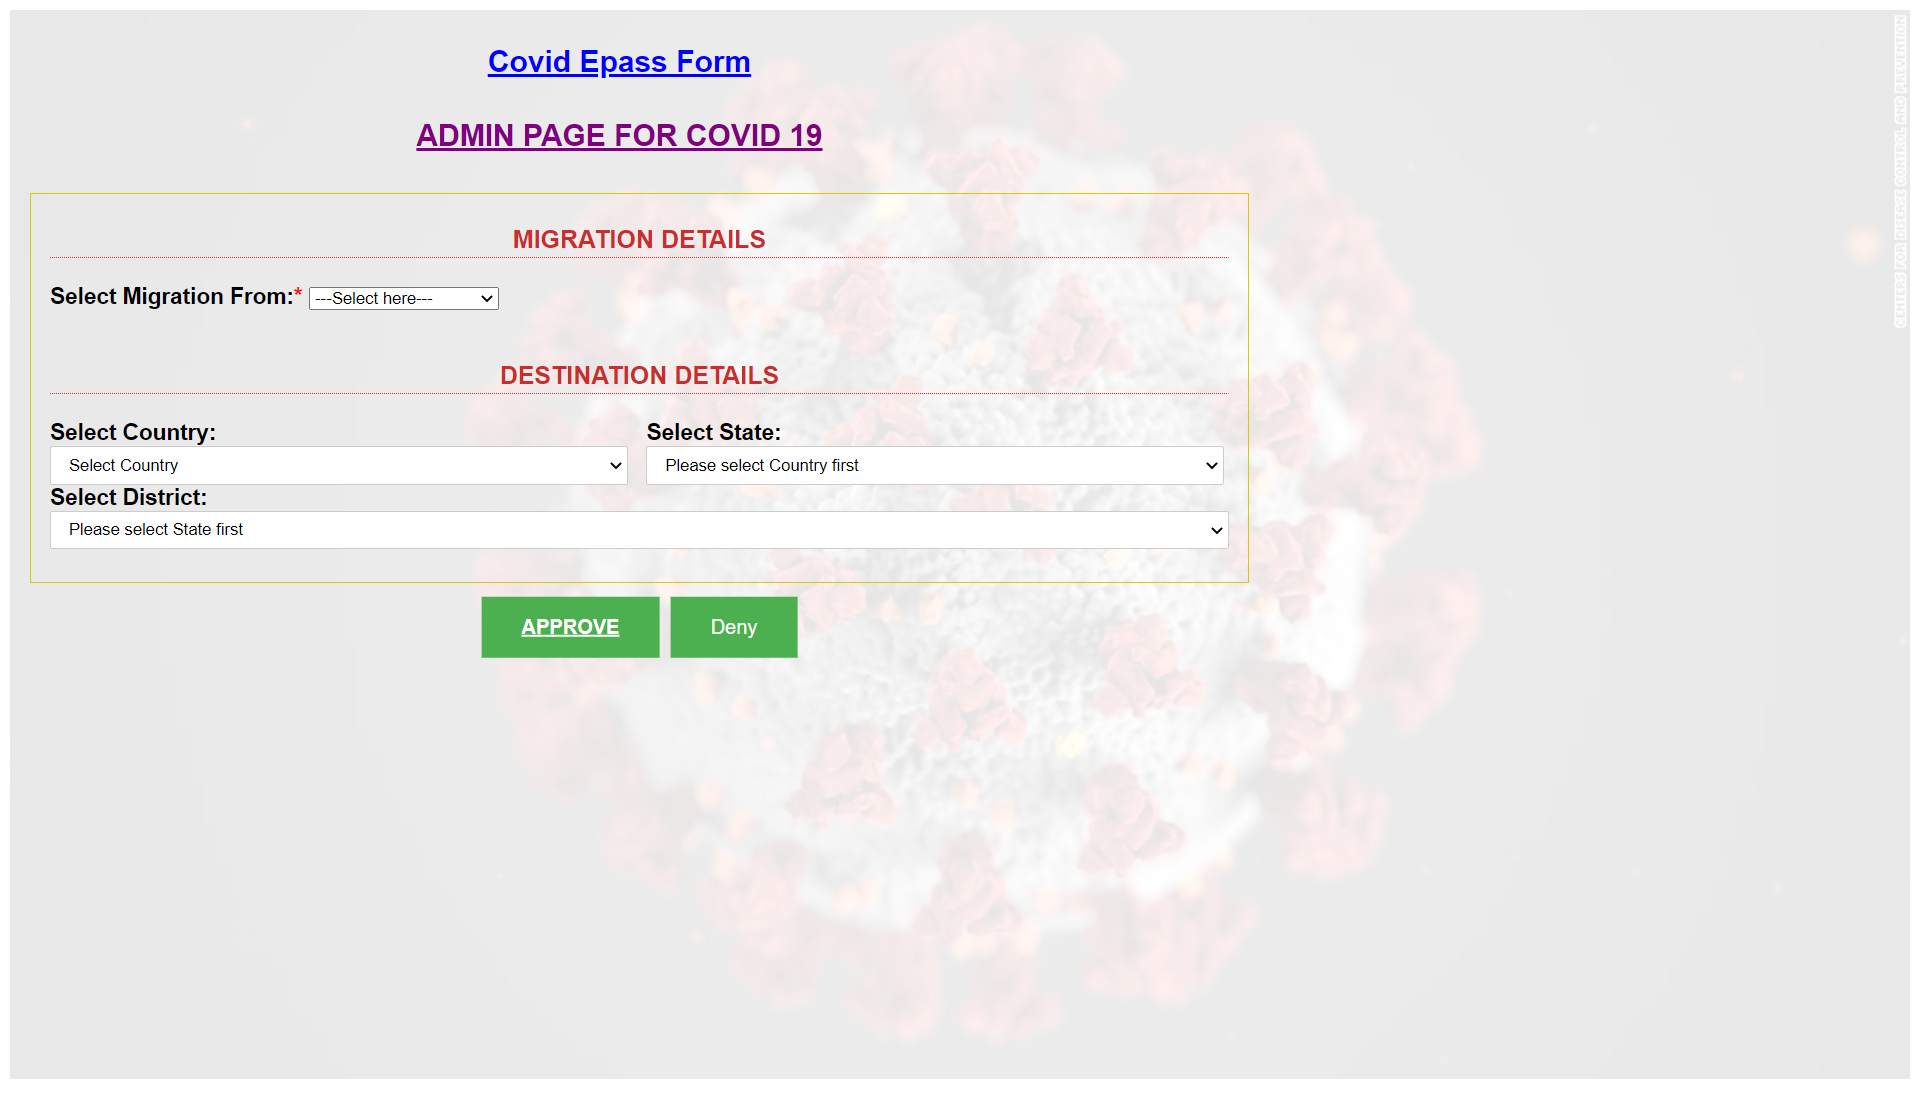 Covid Epass Form
ADMIN PAGE FOR COVID 19
MIGRATION DETAILS
Select Migration From:* ---Select here---
DESTINATION DETAILS
Select Country: Select State:
Select Country Please select Country first
Select District:
Please select State first
APPROVE Deny
CENTERS FOR DISEASE CONTROL AND PREVENTION